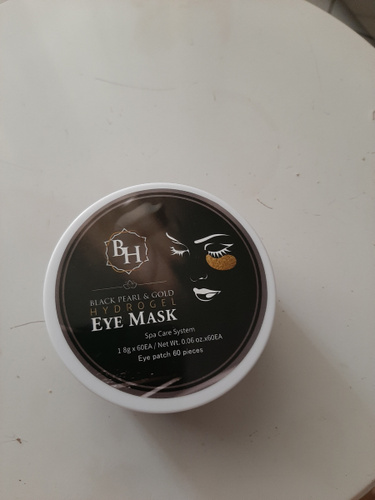 BH
BLACK PEARL & GOLD
HYDROGEL
EYE MASK
Spa Care System
1 8g x 60EA / Net Wt. 0.06 oz.x60EA
Eye patch 60 pieces